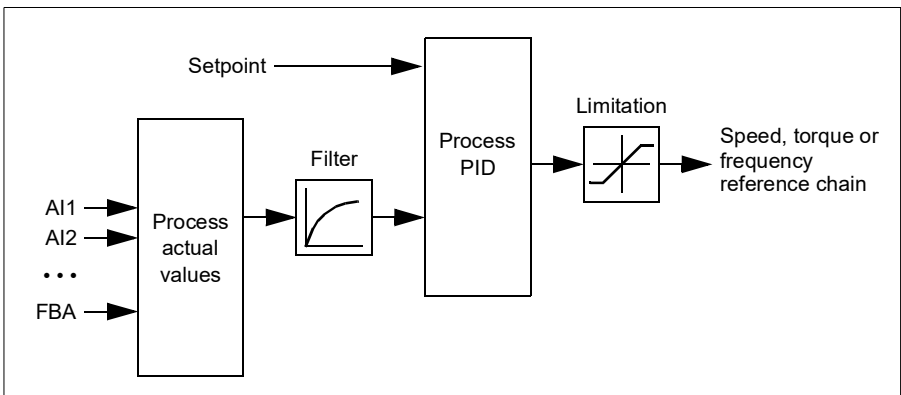 Setpoint
Process
PID
Limitation
Speed, torque or
frequency
reference chain
Filter
AI1
AI2
• • •
FBA
Process
actual
values